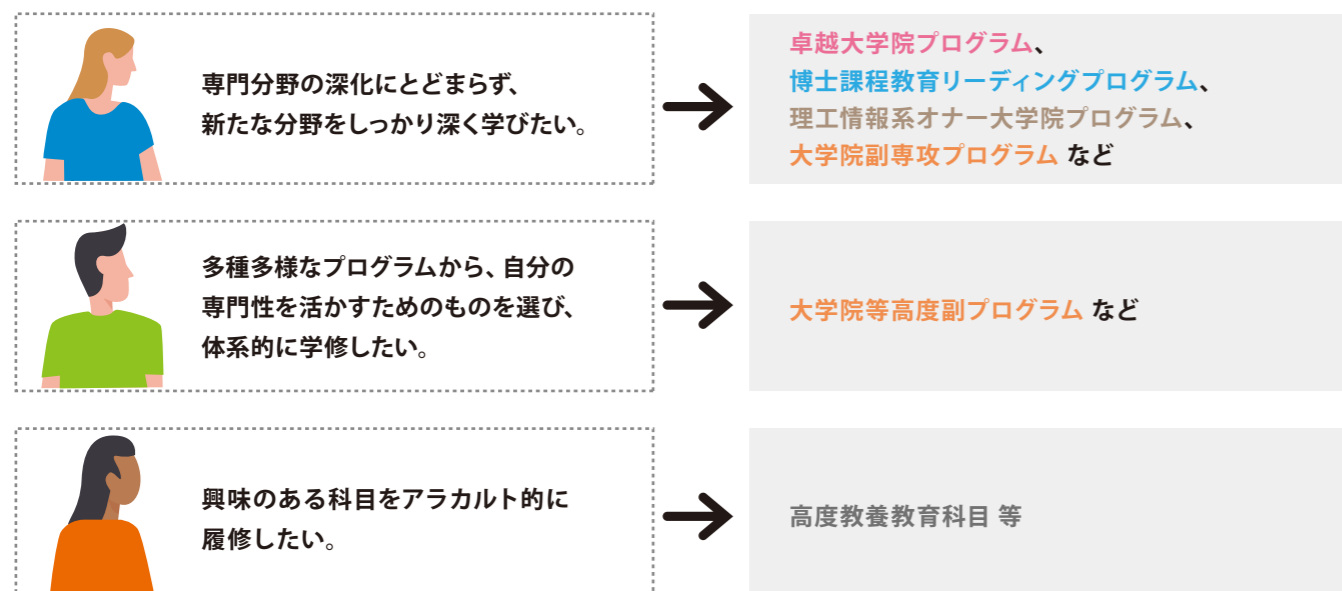 専門分野の深化にとどまらず、
新たな分野をしっかり深く学びたい。
卓越大学院プログラム、
博士課程教育リーディングプログラム、
理工情報系オナー大学院プログラム、
大学院副専攻プログラム など
多種多様なプログラムから、自分の
専門性を活かすためのものを選び、
体系的に学修したい。
大学院等高度副プログラム など
興味のある科目をアラカルト的に
履修したい。
高度教養教育科目 等